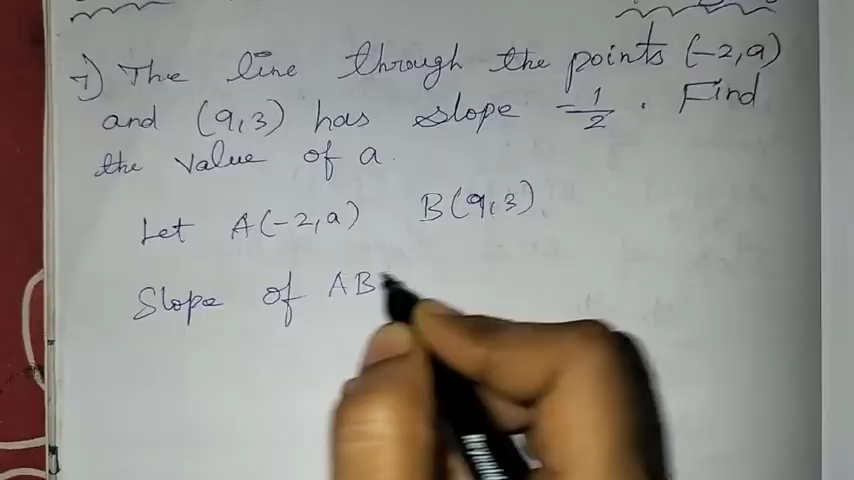 7) The line through the points (-2,a)
and (9,3) has slope -1/2 . Find
the value of a.
Let A(-2,a) B(9,3)
Slope of AB